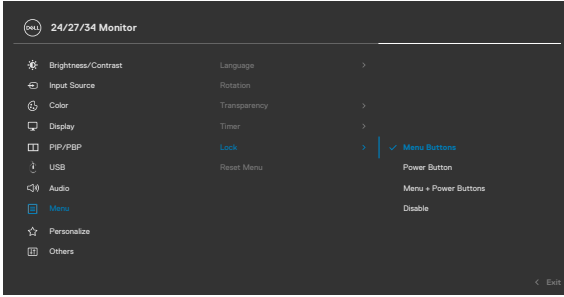 DELL 24/27/34 Monitor
Brightness/Contrast
Input Source
Color
Display
PIP/PBP
USB
Audio
Menu
Personalize
Others
Language >
Rotation
Transparency >
Timer >
Lock >
Reset Menu
✓ Menu Buttons
Power Button
Menu + Power Buttons
Disable
< Exit